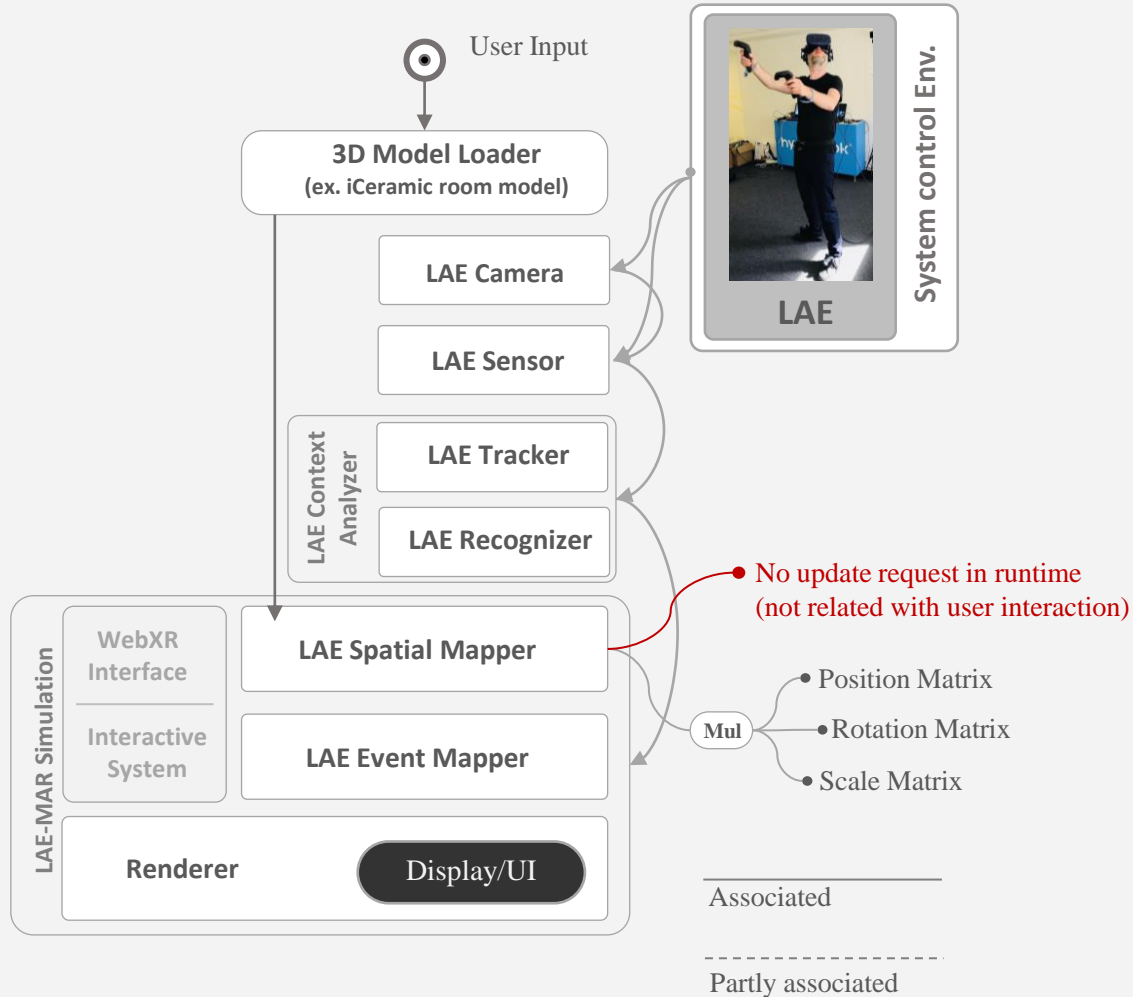 User Input
3D Model Loader
(ex. iCeramic room model)
LAE Camera
LAE Sensor
LAE Context
Analyzer
LAE Tracker
LAE Recognizer
LAE
System control Env.
No update request in runtime
(not related with user interaction)
LAE-MAR Simulation
WebXR
Interface
Interactive
System
LAE Spatial Mapper
LAE Event Mapper
Mul
Position Matrix
Rotation Matrix
Scale Matrix
Renderer
Display/UI
Associated
Partly associated